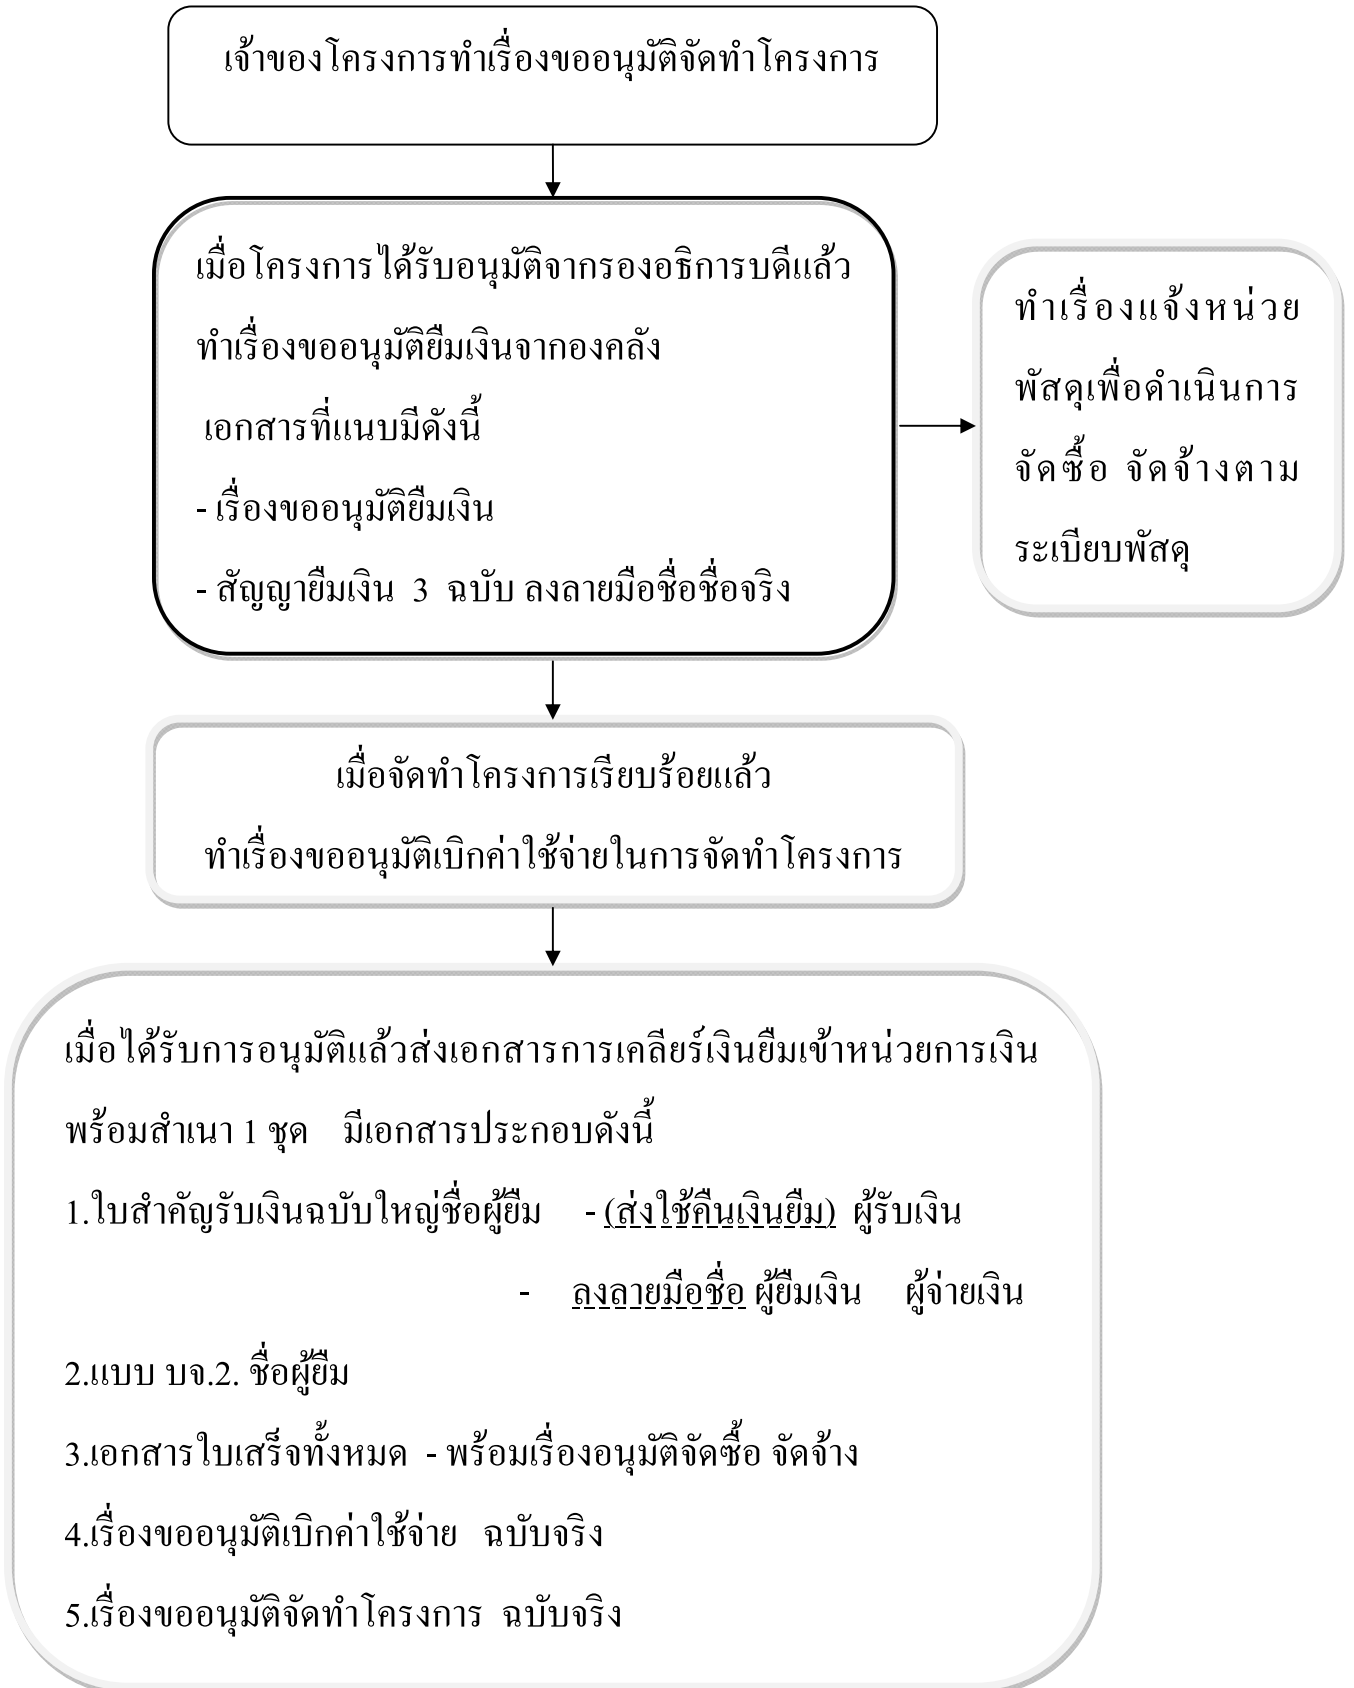 เจ้าของโครงการทำเรื่องขออนุมัติจัดทำโครงการ
เมื่อโครงการได้รับอนุมัติจากรองอธิการบดีแล้ว
ทำเรื่องขออนุมัติยืมเงินจากองคลัง
เอกสารที่แนบมีดังนี้
- เรื่องขออนุมัติยืมเงิน
- สัญญายืมเงิน 3 ฉบับ ลงลายมือชื่อชื่อจริง
ทำเรื่องแจ้งหน่วย
พัสดุเพื่อดำเนินการ
จัดซื้อ จัดจ้างตาม
ระเบียบพัสดุ
เมื่อจัดทำโครงการเรียบร้อยแล้ว
ทำเรื่องขออนุมัติเบิกค่าใช้จ่ายในการจัดทำโครงการ
เมื่อได้รับการอนุมัติแล้วส่งเอกสารการเคลียร์เงินยืมเข้าหน่วยการเงิน
พร้อมสำเนา 1 ชุด มีเอกสารประกอบดังนี้
1.ใบสำคัญรับเงินฉบับใหญ่ชื่อผู้ยืม - (ส่งใช้คืนเงินยืม) ผู้รับเงิน
- ลงลายมือชื่อ ผู้ยืมเงิน ผู้จ่ายเงิน
2.แบบ บจ.2. ชื่อผู้ยืม
3.เอกสารใบเสร็จทั้งหมด - พร้อมเรื่องอนุมัติจัดซื้อ จัดจ้าง
4.เรื่องขออนุมัติเบิกค่าใช้จ่าย ฉบับจริง
5.เรื่องขออนุมัติจัดทำโครงการ ฉบับจริง